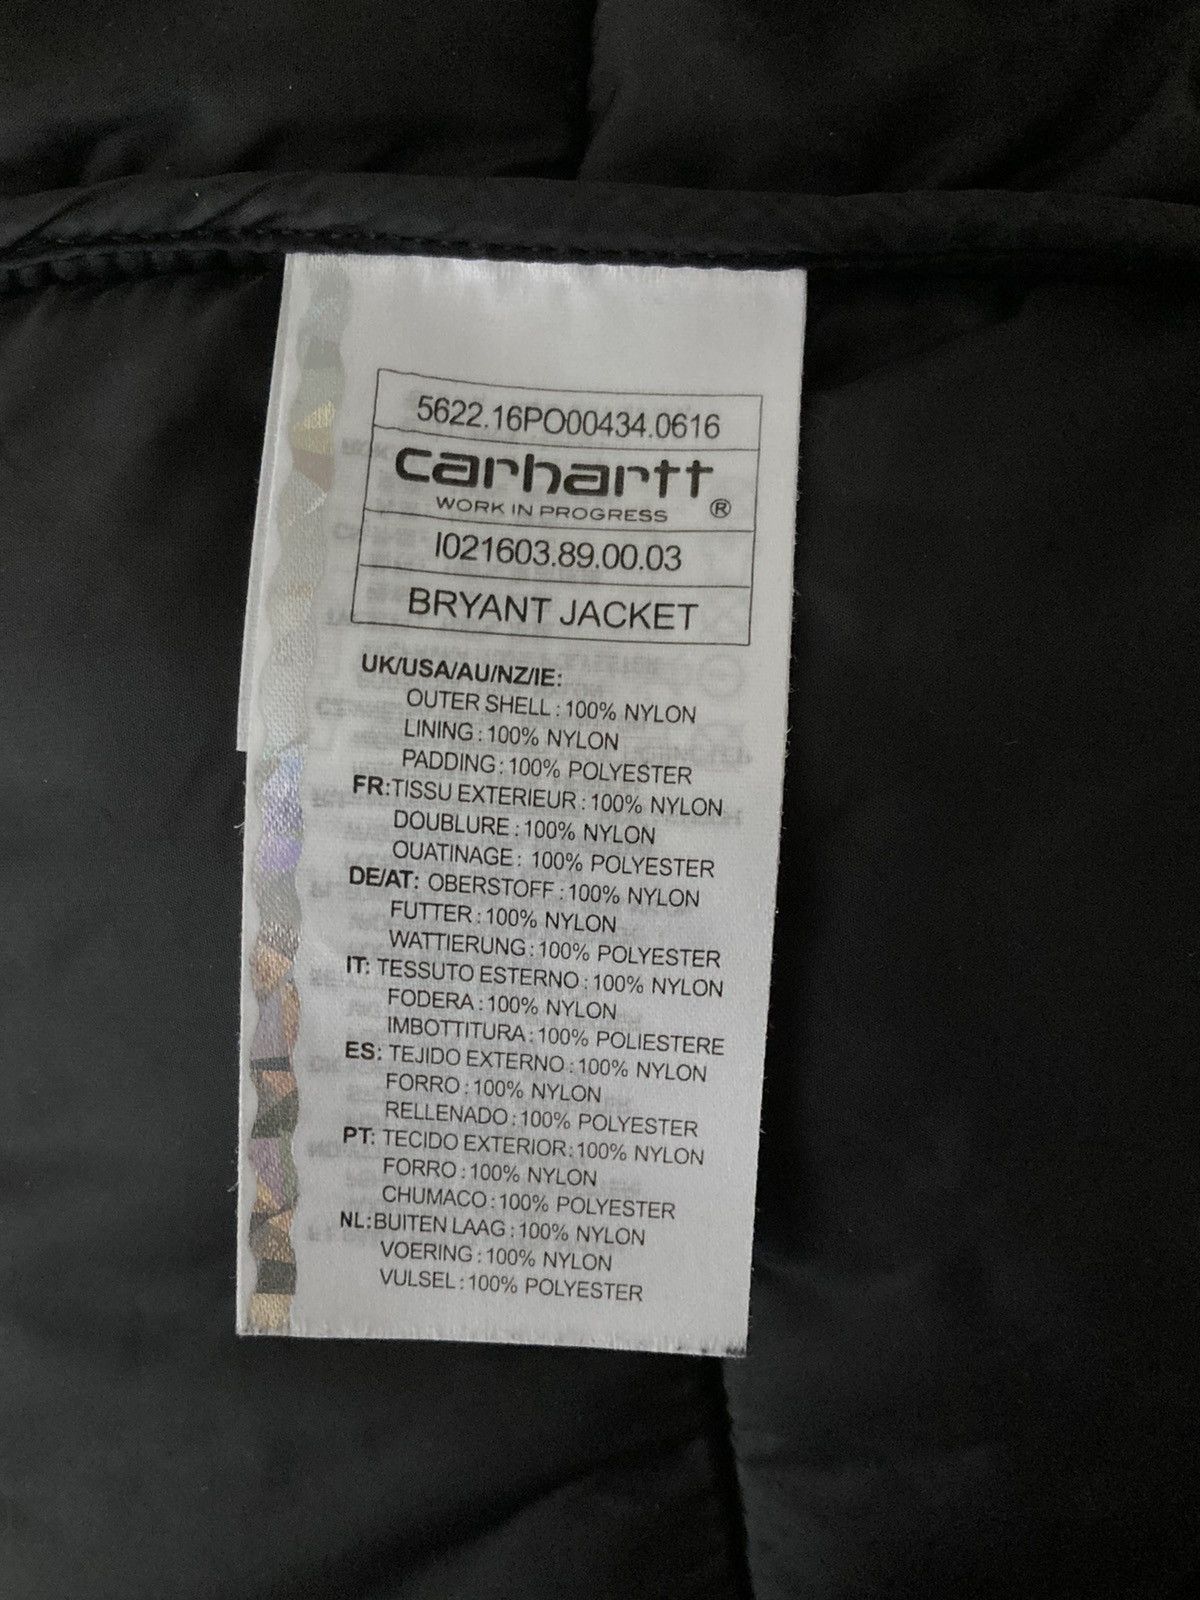 5622.16PO00434.0616
carhartt®
WORK IN PROGRESS
I021603.89.00.03
BRYANT JACKET
UK/USA/AU/NZ/IE:
OUTER SHELL : 100% NYLON
LINING : 100% NYLON
PADDING : 100% POLYESTER
FR:TISSU EXTERIEUR : 100% NYLON
DOUBLURE : 100% NYLON
OUATINAGE : 100% POLYESTER
DE/AT: OBERSTOFF : 100% NYLON
FUTTER : 100% NYLON
WATTIERUNG : 100% POLYESTER
IT: TESSUTO ESTERNO : 100% NYLON
FODERA : 100% NYLON
IMBOTTITURA : 100% POLIESTERE
ES: TEJIDO EXTERNO : 100% NYLON
FORRO : 100% NYLON
RELLENADO : 100% POLYESTER
PT: TECIDO EXTERIOR : 100% NYLON
FORRO : 100% NYLON
CHUMACO : 100% POLYESTER
NL:BUITEN LAAG : 100% NYLON
VOERING : 100% NYLON
VULSEL : 100% POLYESTER